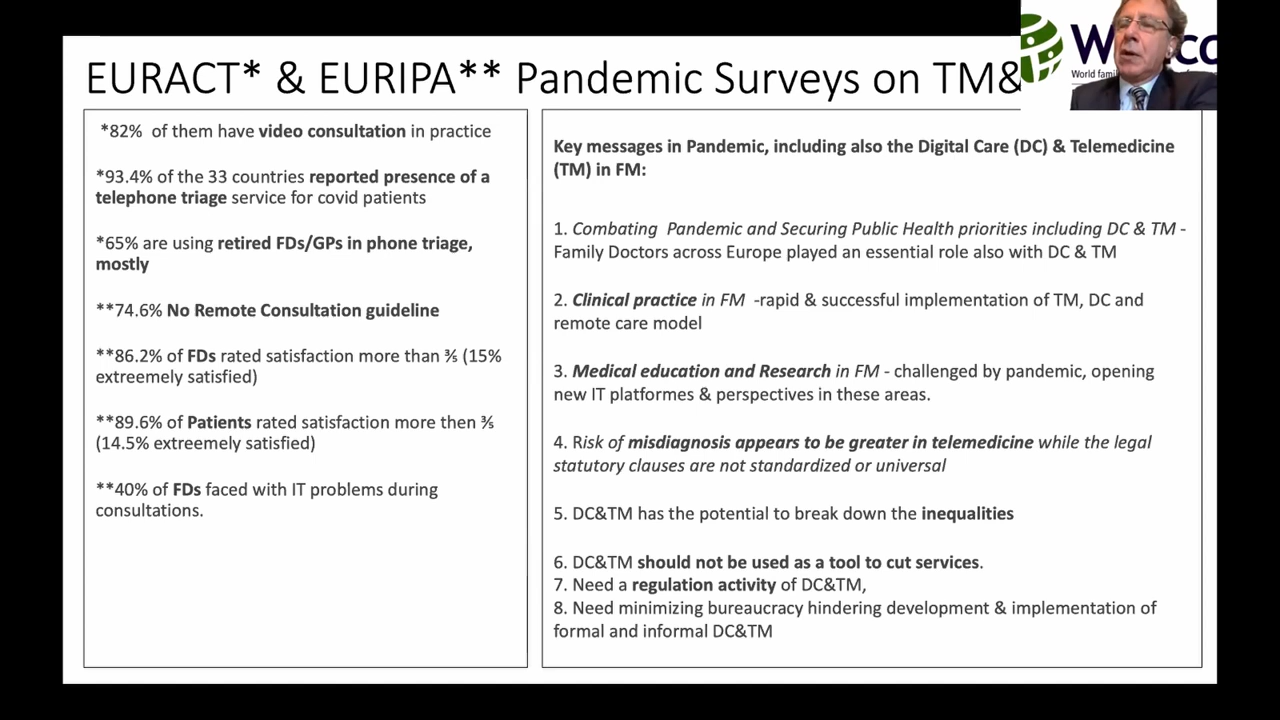 EURACT* & EURIPA** Pandemic Surveys on TM&
World
*82% of them have video consultation in practice
*93.4% of the 33 countries reported presence of a
telephone triage service for covid patients
*65% are using retired FDs/GPs in phone triage,
mostly
**74.6% No Remote Consultation guideline
**86.2% of FDs rated satisfaction more than ⅗ (15%
extreemely satisfied)
**89.6% of Patients rated satisfaction more then ⅗
(14.5% extreemely satisfied)
**40% of FDs faced with IT problems during
consultations.
Key messages in Pandemic, including also the Digital Care (DC) & Telemedicine
(TM) in FM:
1. Combating Pandemic and Securing Public Health priorities including DC & TM -
Family Doctors across Europe played an essential role also with DC & TM
2. Clinical practice in FM -rapid & successful implementation of TM, DC and
remote care model
3. Medical education and Research in FM - challenged by pandemic, opening
new IT platformes & perspectives in these areas.
4. Risk of misdiagnosis appears to be greater in telemedicine while the legal
statutory clauses are not standardized or universal
5. DC&TM has the potential to break down the inequalities
6. DC&TM should not be used as a tool to cut services.
7. Need a regulation activity of DC&TM,
8. Need minimizing bureaucracy hindering development & implementation of
formal and informal DC&TM